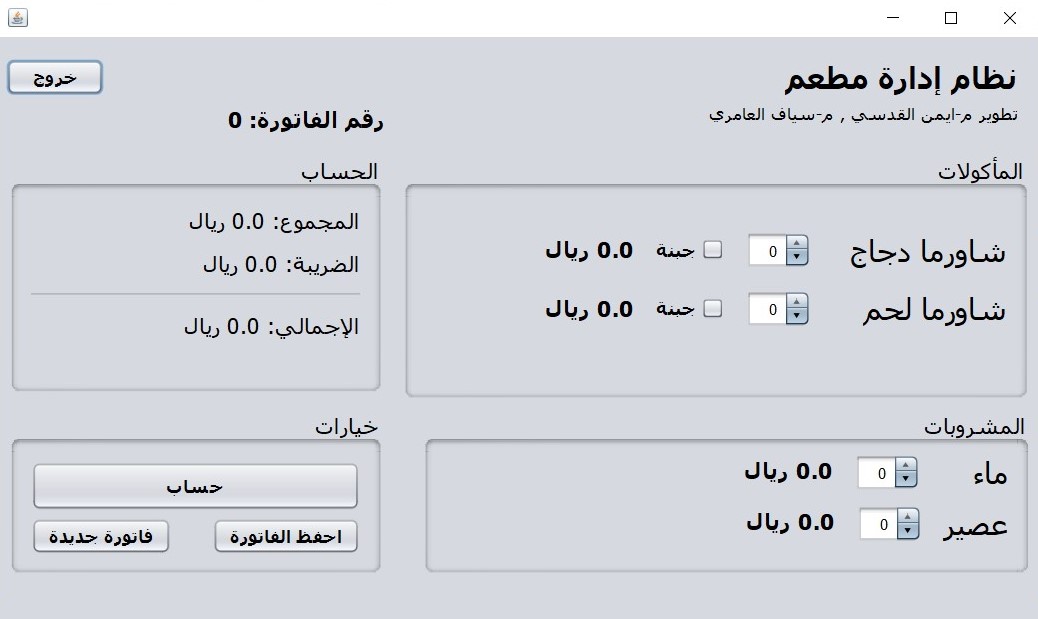 نظام إدارة مطعم
خروج
تطوير م-ايمن القدسي , م-سياف العامري
رقم الفاتورة: 0
المأكولات
شاورما دجاج 0 جبنة 0.0 ريال
شاورما لحم 0 جبنة 0.0 ريال
الحساب
المجموع: 0.0 ريال
الضريبة: 0.0 ريال
الإجمالي: 0.0 ريال
المشروبات
ماء 0 0.0 ريال
عصير 0 0.0 ريال
خيارات
حساب
احفظ الفاتورة فاتورة جديدة